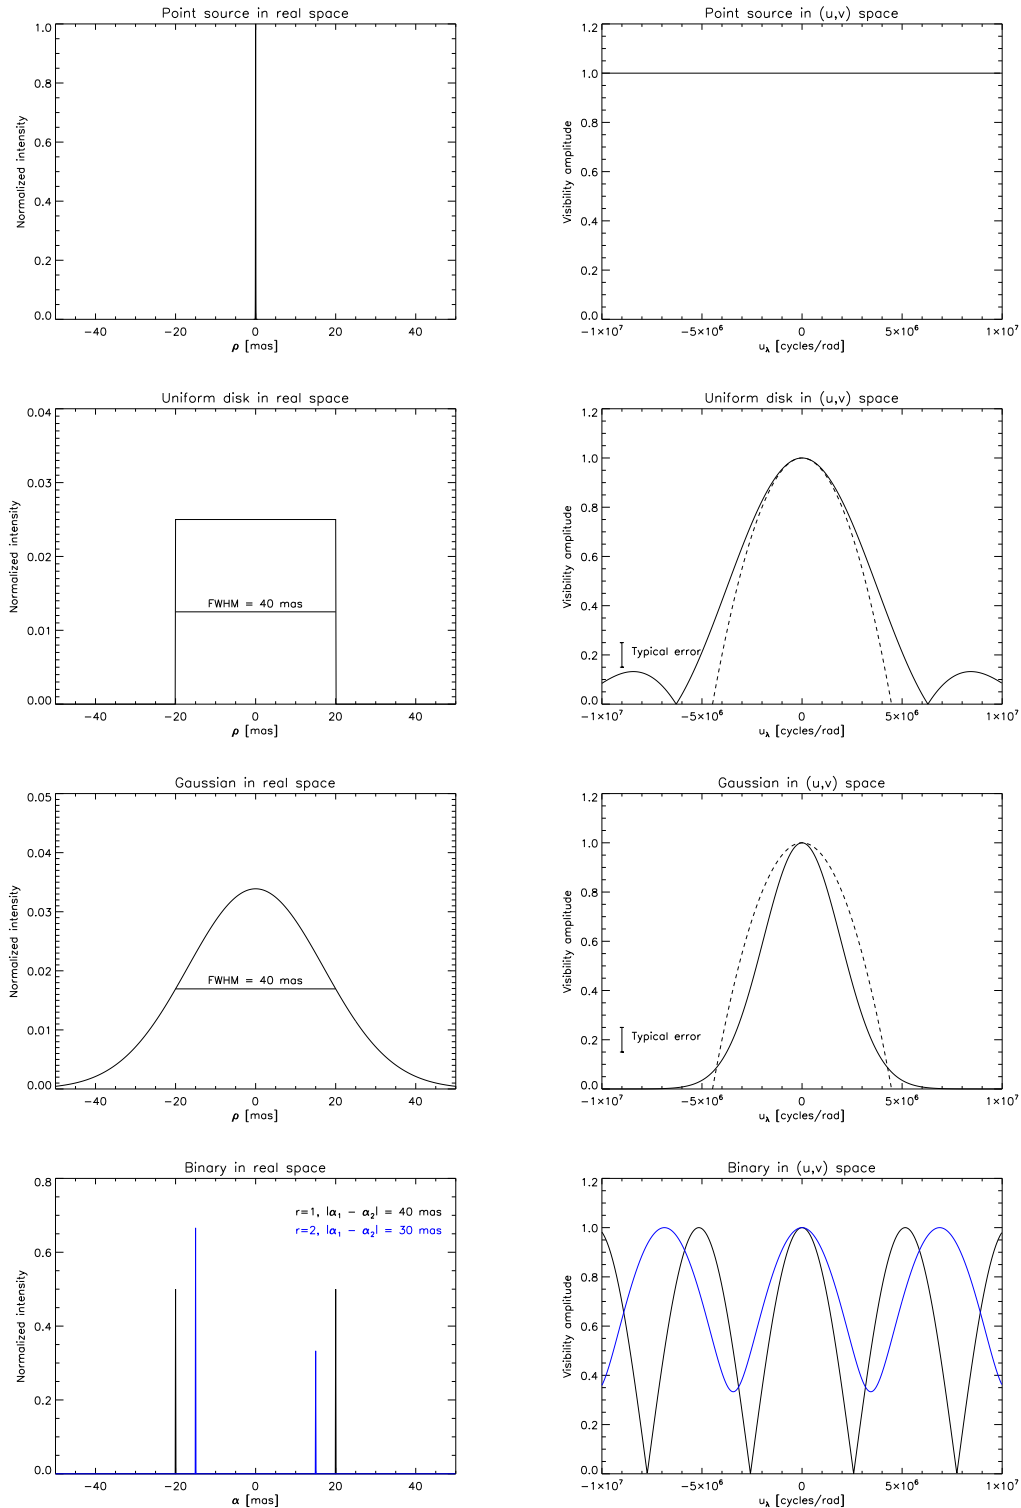 Point source in real space
Normalized intensity
1.0
0.8
0.6
0.4
0.2
0.0
−40 −20 0 20 40
ρ [mas]
Point source in (u,v) space
Visibility amplitude
1.2
1.0
0.8
0.6
0.4
0.2
0.0
−1×10⁷ −5×10⁶ 0 5×10⁶ 1×10⁷
u_λ [cycles/rad]
Uniform disk in real space
Normalized intensity
0.04
0.03
0.02
0.01
0.00
FWHM = 40 mas
−40 −20 0 20 40
ρ [mas]
Uniform disk in (u,v) space
Visibility amplitude
1.2
1.0
0.8
0.6
0.4
0.2
0.0
Typical error
−1×10⁷ −5×10⁶ 0 5×10⁶ 1×10⁷
u_λ [cycles/rad]
Gaussian in real space
Normalized intensity
0.05
0.04
0.03
0.02
0.01
0.00
FWHM = 40 mas
−40 −20 0 20 40
ρ [mas]
Gaussian in (u,v) space
Visibility amplitude
1.2
1.0
0.8
0.6
0.4
0.2
0.0
Typical error
−1×10⁷ −5×10⁶ 0 5×10⁶ 1×10⁷
u_λ [cycles/rad]
Binary in real space
Normalized intensity
0.8
0.6
0.4
0.2
0.0
r=1, |α₁ − α₂| = 40 mas
r=2, |α₁ − α₂| = 30 mas
−40 −20 0 20 40
α [mas]
Binary in (u,v) space
Visibility amplitude
1.2
1.0
0.8
0.6
0.4
0.2
0.0
−1×10⁷ −5×10⁶ 0 5×10⁶ 1×10⁷
u_λ [cycles/rad]